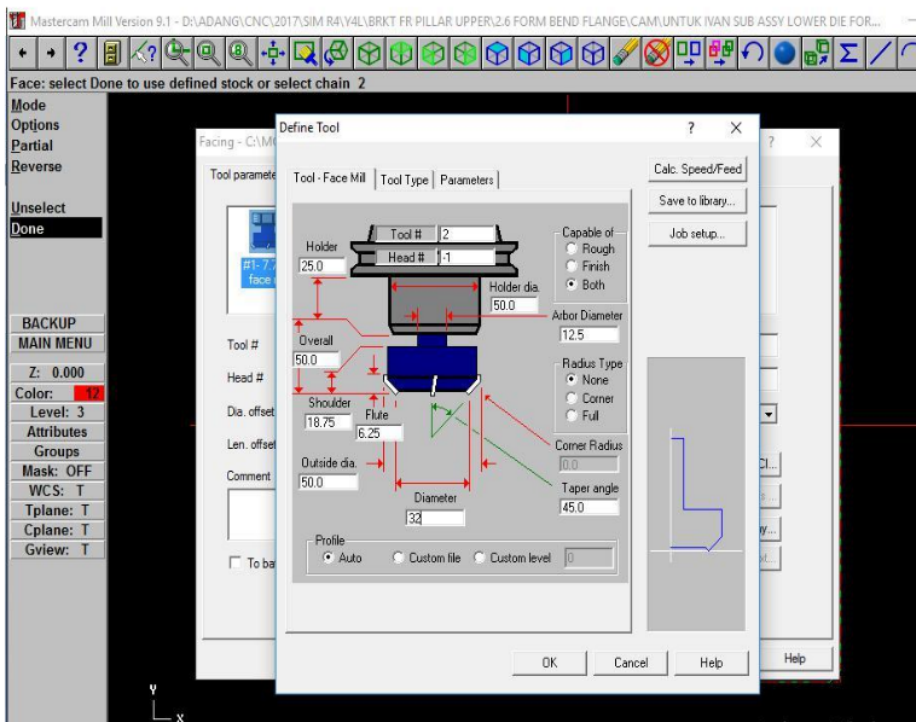 Mastercam Mill Version 9.1 - D:\ADANG\CNC\2017\SIM R4\Y4L\BRKT FR PILLAR UPPER\2.6 FORM BEND FLANGE\CAM\UNTUK IVAN SUB ASSY LOWER DIE FOR...
Face: select Done to use defined stock or select chain 2
Mode
Options
Partial
Reverse
Unselect
Done
BACKUP
MAIN MENU
Z: 0.000
Color: 12
Level: 3
Attributes
Groups
Mask: OFF
WCS: T
Tplane: T
Cplane: T
Gview: T
Facing - C:\MC
Tool paramete
face
Tool #
Head #
Dia. offset
Len. offset
Comment
To ba
Help
Define Tool
Tool - Face Mill
Tool Type
Parameters
Calc. Speed/Feed
Save to library...
Job setup...
Tool # 2
Head # -1
Holder
25.0
Holder dia.
50.0
Capable of
Rough
Finish
Both
Arbor Diameter
12.5
Overall
50.0
Radius Type
None
Corner
Full
Shoulder
18.75
Flute
6.25
Corner Radius
0.0
Outside dia.
50.0
Taper angle
45.0
Diameter
32
Profile
Auto
Custom file
Custom level
0
OK
Cancel
Help
Y
X